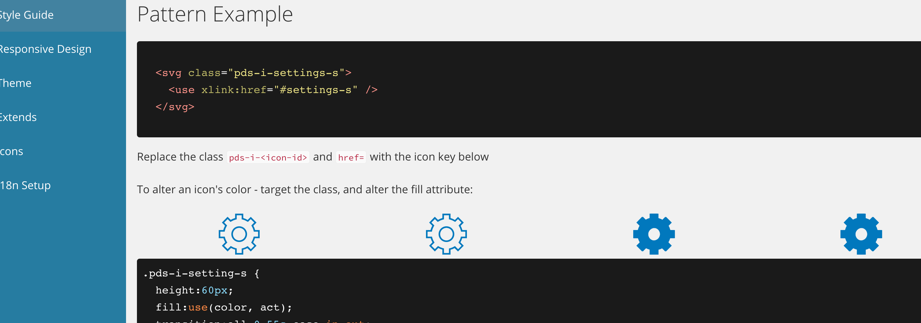 Style Guide
Responsive Design
Theme
Extends
cons
18n Setup
Pattern Example
<svg class="pds-i-settings-s">
<use xlink:href="#settings-s" />
</svg>
Replace the class pds-i-<icon-id> and href= with the icon key below
To alter an icon's color - target the class, and alter the fill attribute:
.pds-i-setting-s {
height:60px;
fill:use(color, act);